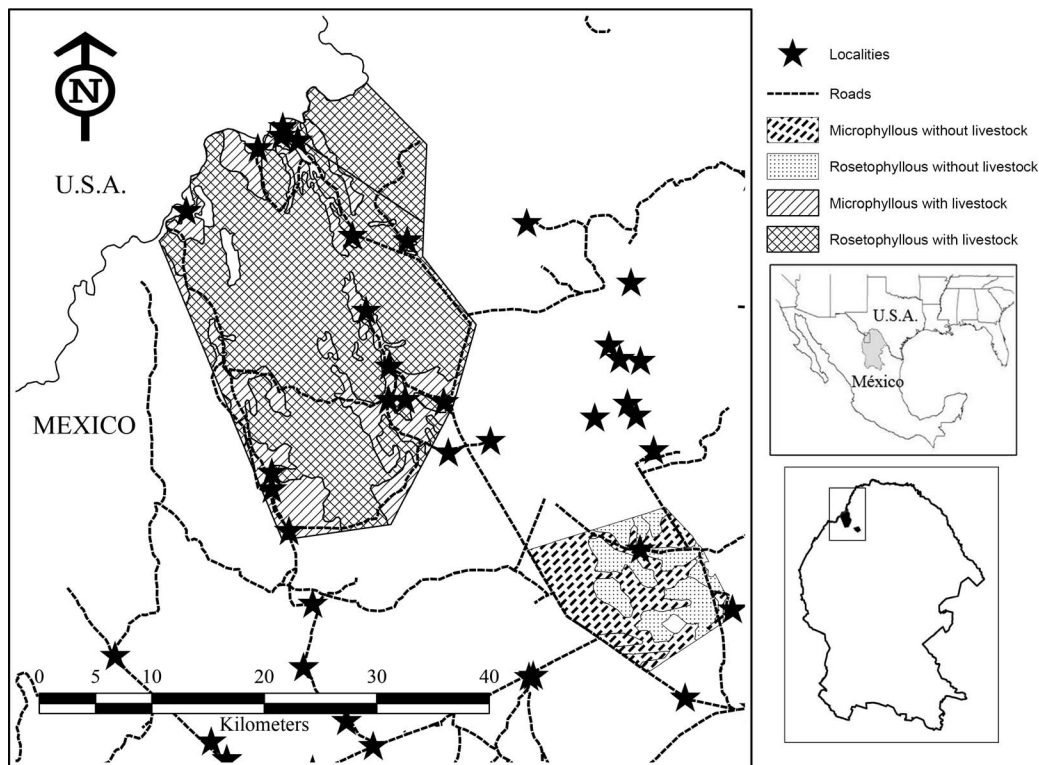 N
U.S.A.
MEXICO
0 5 10 20 30 40
Kilometers
Localities
Roads
Microphyllous without livestock
Rosetophyllous without livestock
Microphyllous with livestock
Rosetophyllous with livestock
U.S.A.
México